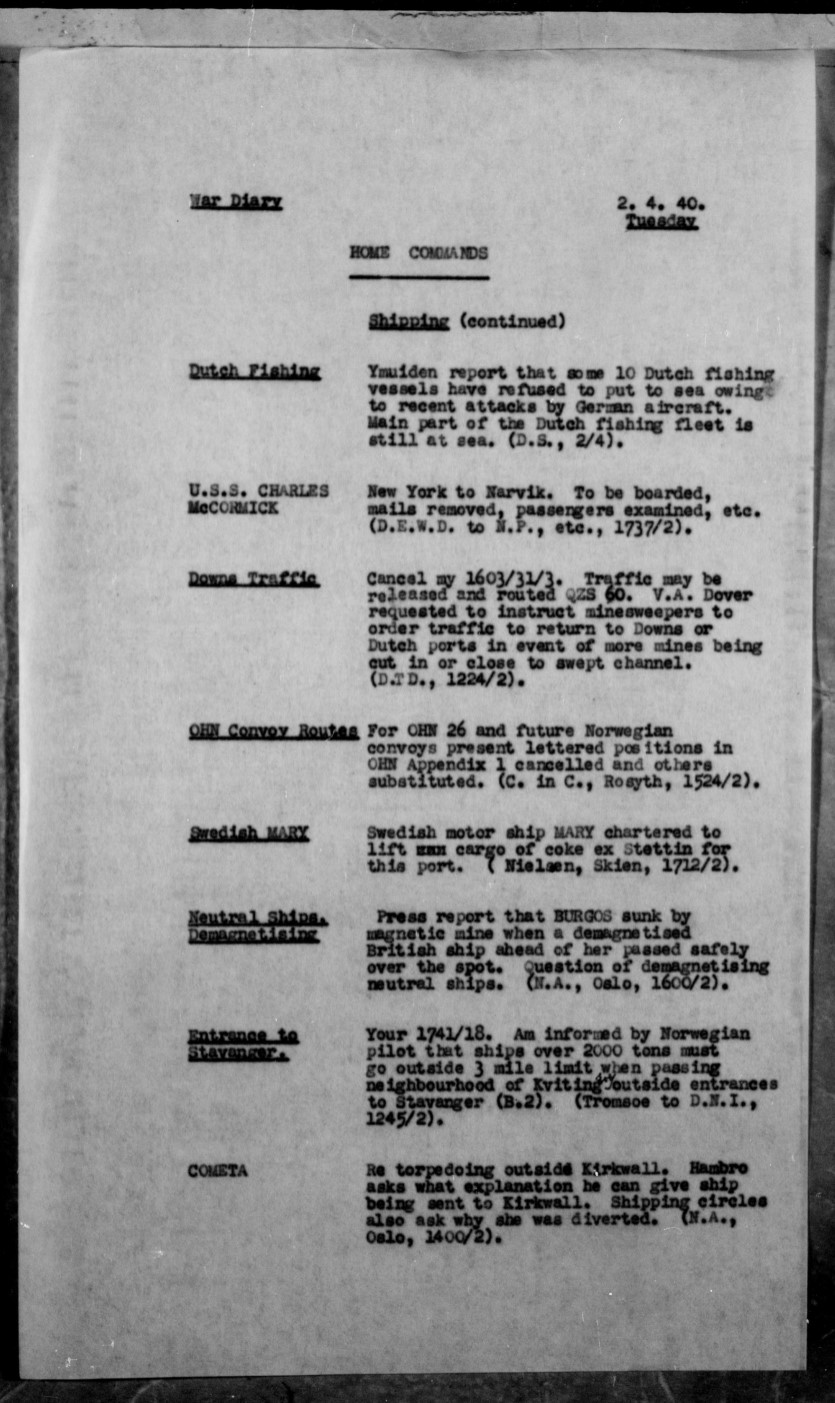 War Diary 2. 4. 40.
Tuesday
HOME COMMANDS
Shipping (continued)
Dutch Fishing Ymuiden report that some 10 Dutch fishing
vessels have refused to put to sea owing
to recent attacks by German aircraft.
Main part of the Dutch fishing fleet is
still at sea. (D.S., 2/4).
U.S.S. CHARLES New York to Narvik. To be boarded,
McCORMICK mails removed, passengers examined, etc.
(D.E.W.D. to N.P., etc., 1737/2).
Downs Traffic Cancel my 1603/31/3. Traffic may be
released and routed QZS 60. V.A. Dover
requested to instruct minesweepers to
order traffic to return to Downs or
Dutch ports in event of more mines being
cut in or close to swept channel.
(D.TD., 1224/2).
OHN Convoy Routes For OHN 26 and future Norwegian
convoys present lettered positions in
OHN Appendix 1 cancelled and others
substituted. (C. in C., Rosyth, 1524/2).
Swedish MARY Swedish motor ship MARY chartered to
lift cargo of coke ex Stettin for
this port. ( Nielsen, Skien, 1712/2).
Neutral Ships. Press report that BURGOS sunk by
Demagnetising magnetic mine when a demagnetised
British ship ahead of her passed safely
over the spot. Question of demagnetising
neutral ships. (N.A., Oslo, 1600/2).
Entrance to Your 1741/18. Am informed by Norwegian
Stavanger. pilot that ships over 2000 tons must
go outside 3 mile limit when passing
neighbourhood of Kviting outside entrances
to Stavanger (B.2). (Tromsoe to D.N.I.,
1245/2).
COMETA Re torpedoing outside Kirkwall. Hambro
asks what explanation he can give ship
being sent to Kirkwall. Shipping circles
also ask why she was diverted. (N.A.,
Oslo, 1400/2).